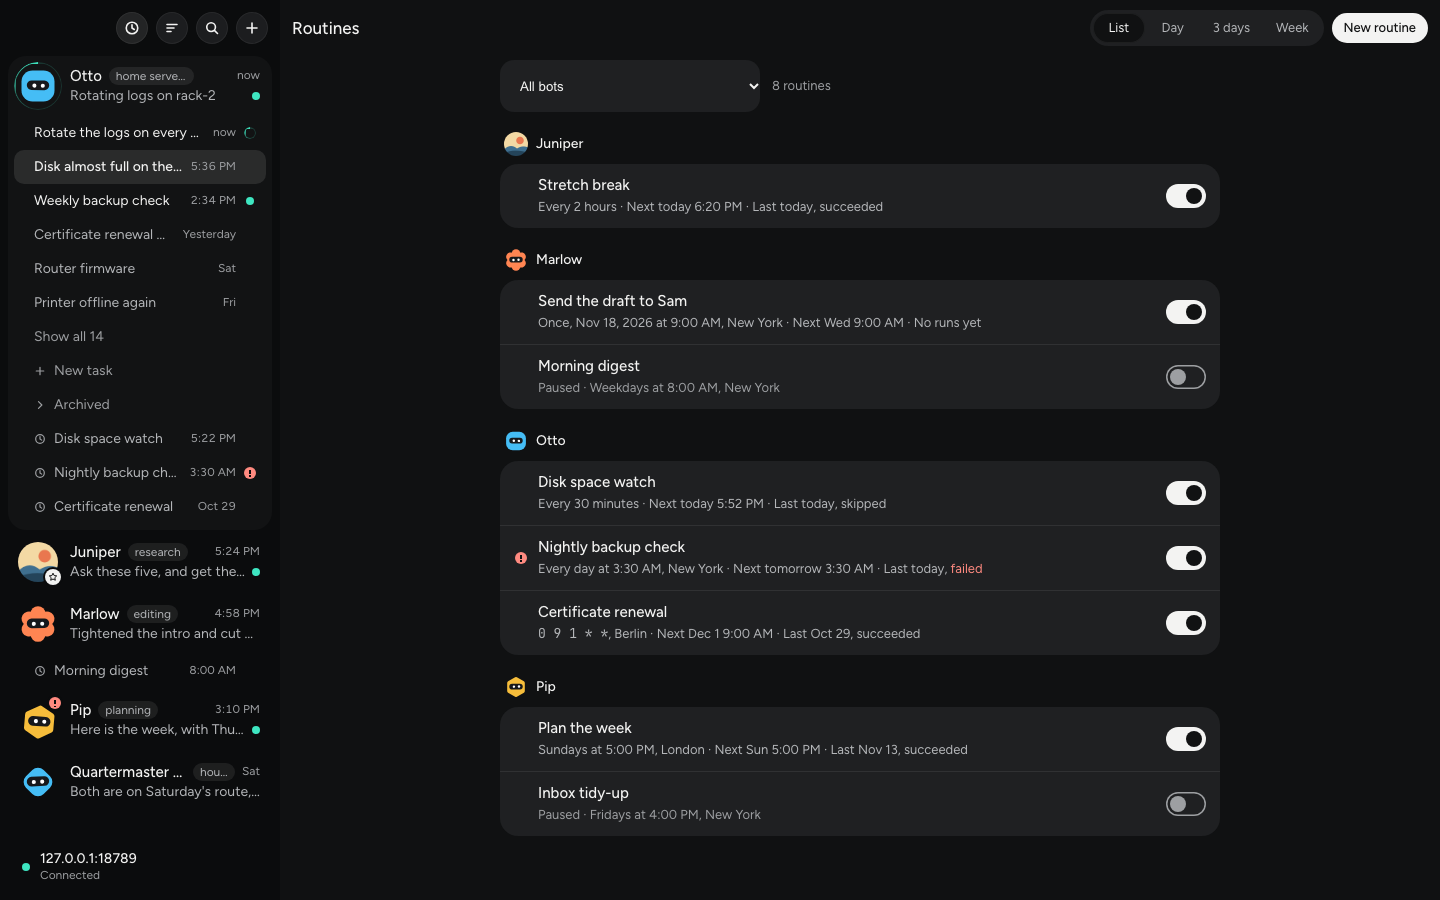 Routines
List
Day
3 days
Week
New routine
Otto
home serve...
now
Rotating logs on rack-2
Rotate the logs on every ...
now
Disk almost full on the...
5:36 PM
Weekly backup check
2:34 PM
Certificate renewal ...
Yesterday
Router firmware
Sat
Printer offline again
Fri
Show all 14
New task
Archived
Disk space watch
5:22 PM
Nightly backup ch...
3:30 AM
Certificate renewal
Oct 29
Juniper
research
5:24 PM
Ask these five, and get the...
Marlow
editing
4:58 PM
Tightened the intro and cut ...
Morning digest
8:00 AM
Pip
planning
3:10 PM
Here is the week, with Thu...
Quartermaster ...
hou...
Sat
Both are on Saturday's route,...
127.0.0.1:18789
Connected
All bots
8 routines
Juniper
Stretch break
Every 2 hours · Next today 6:20 PM · Last today, succeeded
Marlow
Send the draft to Sam
Once, Nov 18, 2026 at 9:00 AM, New York · Next Wed 9:00 AM · No runs yet
Morning digest
Paused · Weekdays at 8:00 AM, New York
Otto
Disk space watch
Every 30 minutes · Next today 5:52 PM · Last today, skipped
Nightly backup check
Every day at 3:30 AM, New York · Next tomorrow 3:30 AM · Last today, failed
Certificate renewal
0 9 1 * *, Berlin · Next Dec 1 9:00 AM · Last Oct 29, succeeded
Pip
Plan the week
Sundays at 5:00 PM, London · Next Sun 5:00 PM · Last Nov 13, succeeded
Inbox tidy-up
Paused · Fridays at 4:00 PM, New York